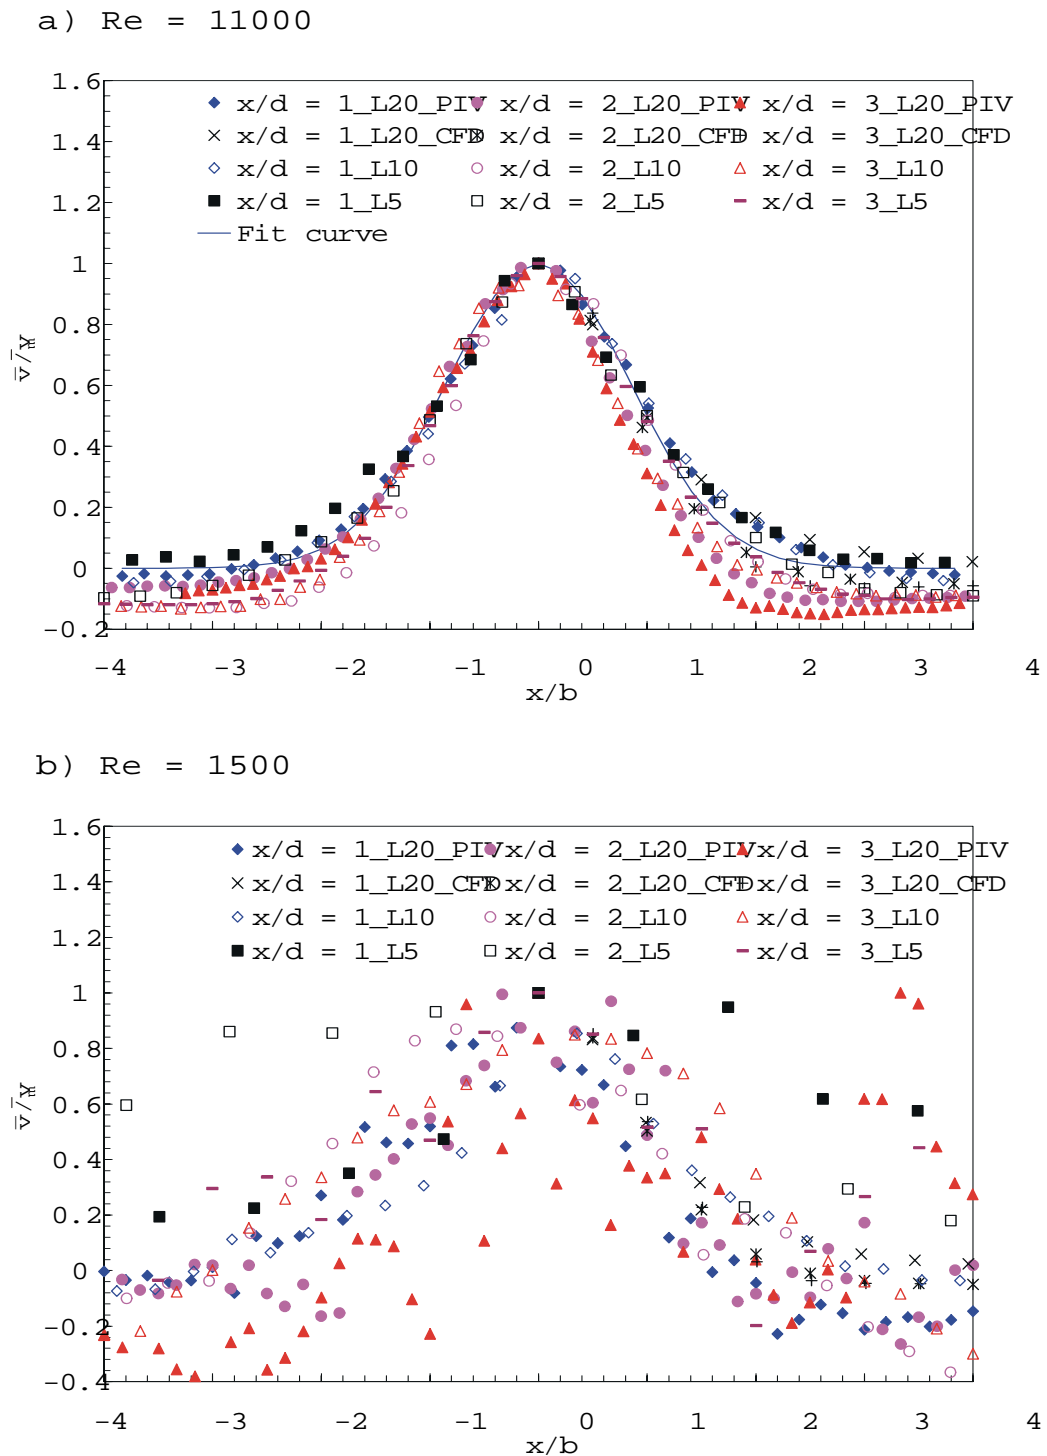 a) Re = 11000
1.6
1.4
1.2
1
0.8
0.6
0.4
0.2
0
-0.2
x/d = 1_L20_PIV x/d = 2_L20_PIV x/d = 3_L20_PIV
x/d = 1_L20_CFD x/d = 2_L20_CFD x/d = 3_L20_CFD
x/d = 1_L10 x/d = 2_L10 x/d = 3_L10
x/d = 1_L5 x/d = 2_L5 x/d = 3_L5
Fit curve
-4 -3 -2 -1 0 1 2 3 4
x/b
b) Re = 1500
1.6
1.4
1.2
1
0.8
0.6
0.4
0.2
0
-0.2
-0.4
x/d = 1_L20_PIV x/d = 2_L20_PIV x/d = 3_L20_PIV
x/d = 1_L20_CFD x/d = 2_L20_CFD x/d = 3_L20_CFD
x/d = 1_L10 x/d = 2_L10 x/d = 3_L10
x/d = 1_L5 x/d = 2_L5 x/d = 3_L5
-4 -3 -2 -1 0 1 2 3 4
x/b